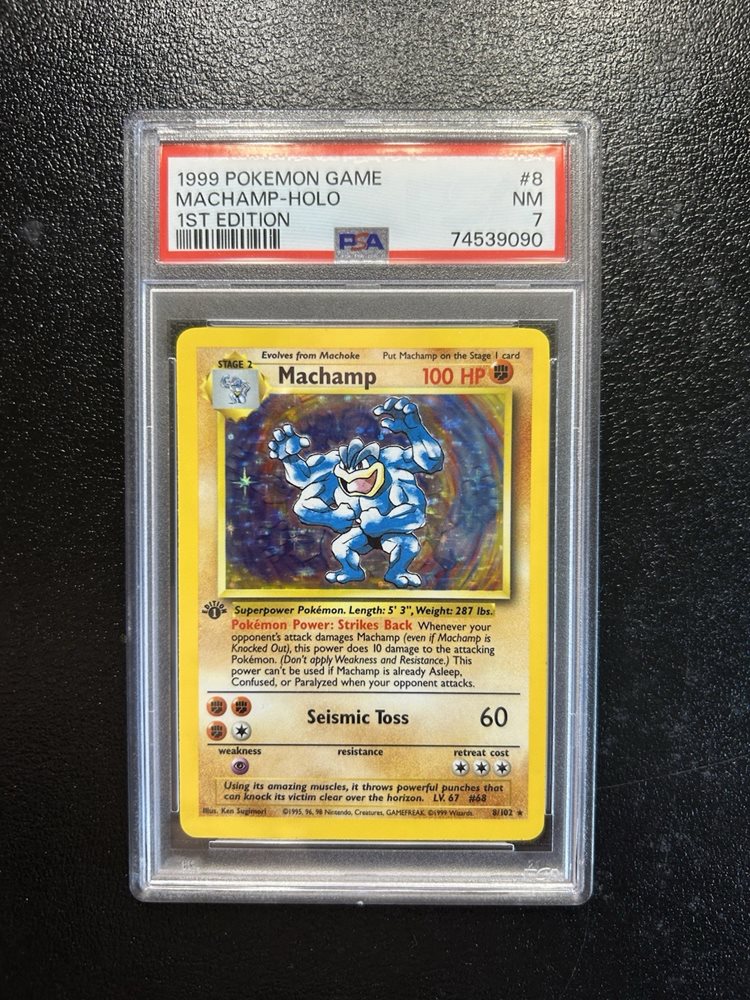 1999 POKEMON GAME #8
MACHAMP-HOLO NM
1ST EDITION 7
PSA 74539090
Evolves from Machoke Put Machamp on the Stage 1 card
STAGE 2
Machamp 100 HP
EDITION
1
Superpower Pokémon. Length: 5' 3", Weight: 287 lbs.
Pokémon Power: Strikes Back Whenever your
opponent's attack damages Machamp (even if Machamp is
Knocked Out), this power does 10 damage to the attacking
Pokémon. (Don't apply Weakness and Resistance.) This
power can't be used if Machamp is already Asleep,
Confused, or Paralyzed when your opponent attacks.
Seismic Toss 60
weakness resistance retreat cost
Using its amazing muscles, it throws powerful punches that
can knock its victim clear over the horizon. LV. 67 #68
Illus. Ken Sugimori ©1995, 96, 98 Nintendo, Creatures, GAMEFREAK. ©1999 Wizards. 8/102 ★